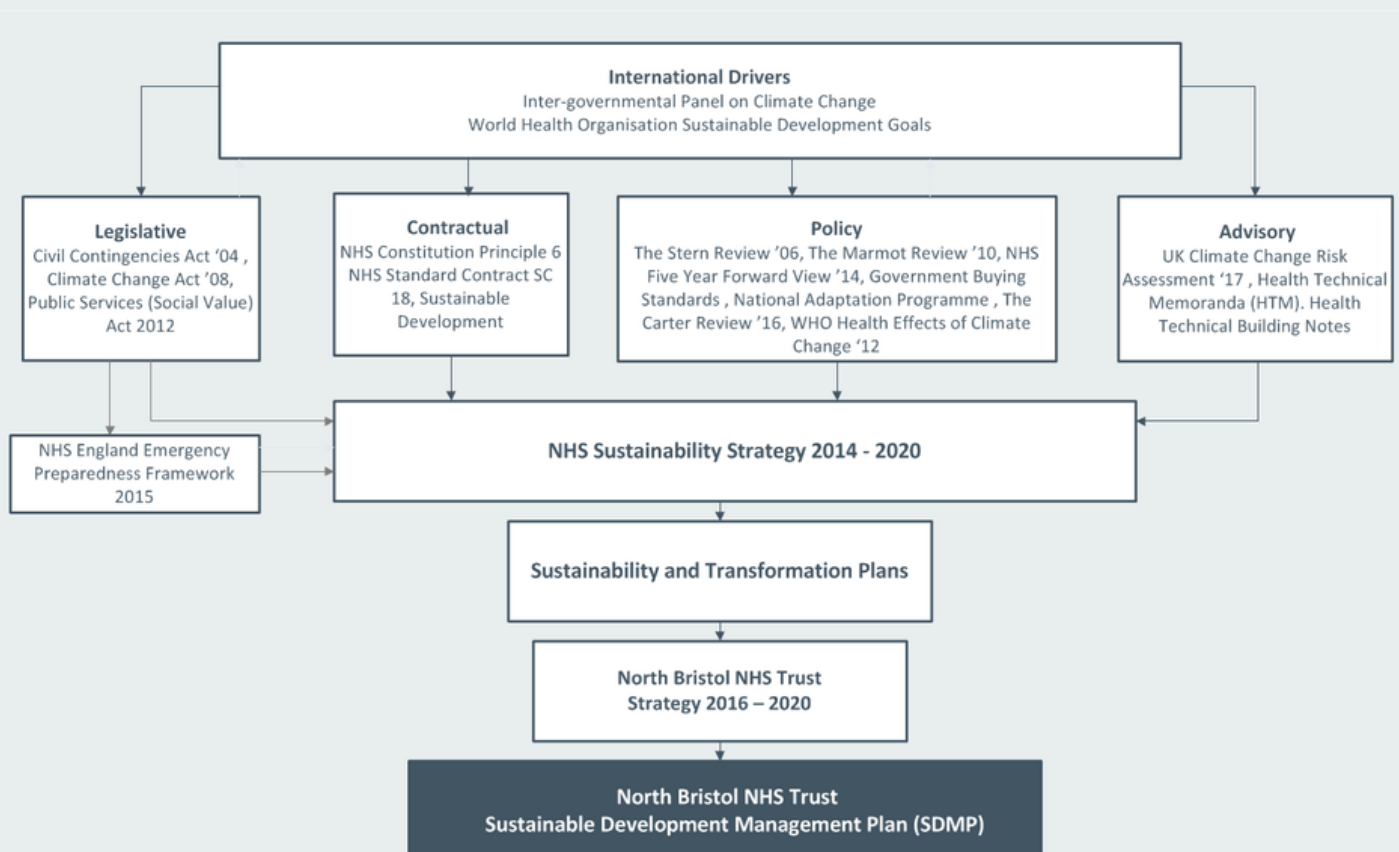 International Drivers
Inter-governmental Panel on Climate Change
World Health Organisation Sustainable Development Goals
Legislative
Civil Contingencies Act ‘04 ,
Climate Change Act ’08,
Public Services (Social Value)
Act 2012
Contractual
NHS Constitution Principle 6
NHS Standard Contract SC
18, Sustainable
Development
Policy
The Stern Review ’06, The Marmot Review ’10, NHS
Five Year Forward View ’14, Government Buying
Standards , National Adaptation Programme , The
Carter Review ’16, WHO Health Effects of Climate
Change ‘12
Advisory
UK Climate Change Risk
Assessment ‘17 , Health Technical
Memoranda (HTM). Health
Technical Building Notes
NHS England Emergency
Preparedness Framework
2015
NHS Sustainability Strategy 2014 - 2020
Sustainability and Transformation Plans
North Bristol NHS Trust
Strategy 2016 – 2020
North Bristol NHS Trust
Sustainable Development Management Plan (SDMP)